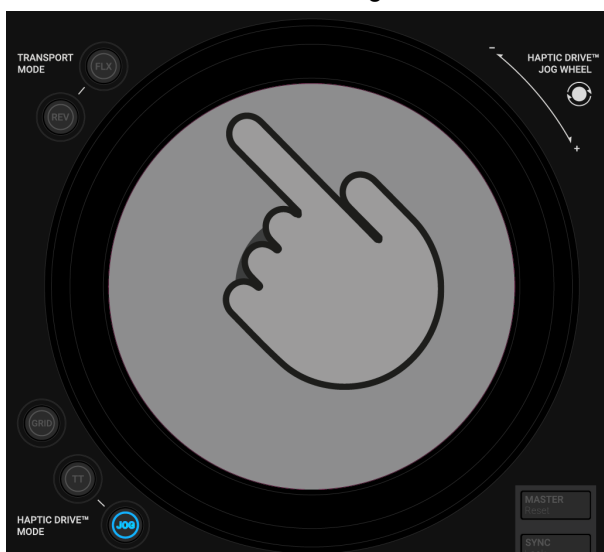 TRANSPORT
MODE
FLX
REV
−
HAPTIC DRIVE™
JOG WHEEL
+
GRID
TT
HAPTIC DRIVE™
MODE
JOG
MASTER
Reset
SYNC